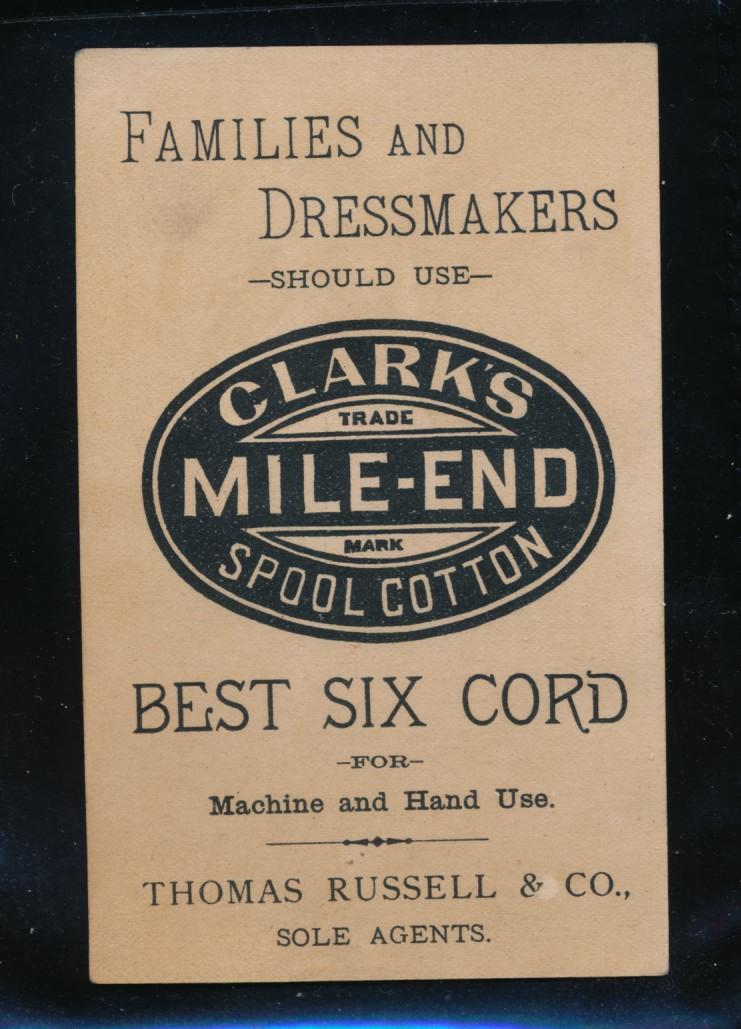 FAMILIES AND
DRESSMAKERS
—SHOULD USE—
CLARK'S
TRADE
MILE-END
MARK
SPOOL COTTON
BEST SIX CORD
—FOR—
Machine and Hand Use.
THOMAS RUSSELL & CO.,
SOLE AGENTS.